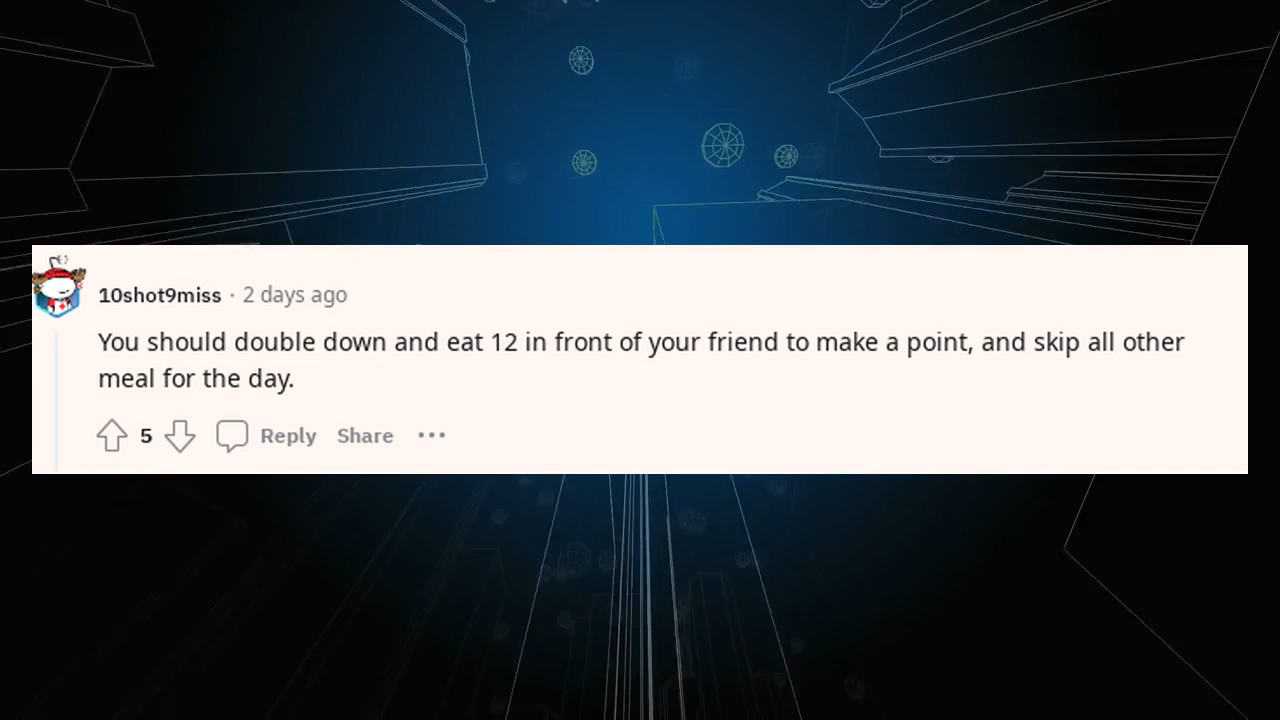 10shot9miss · 2 days ago
You should double down and eat 12 in front of your friend to make a point, and skip all other
meal for the day.
5 Reply Share •••